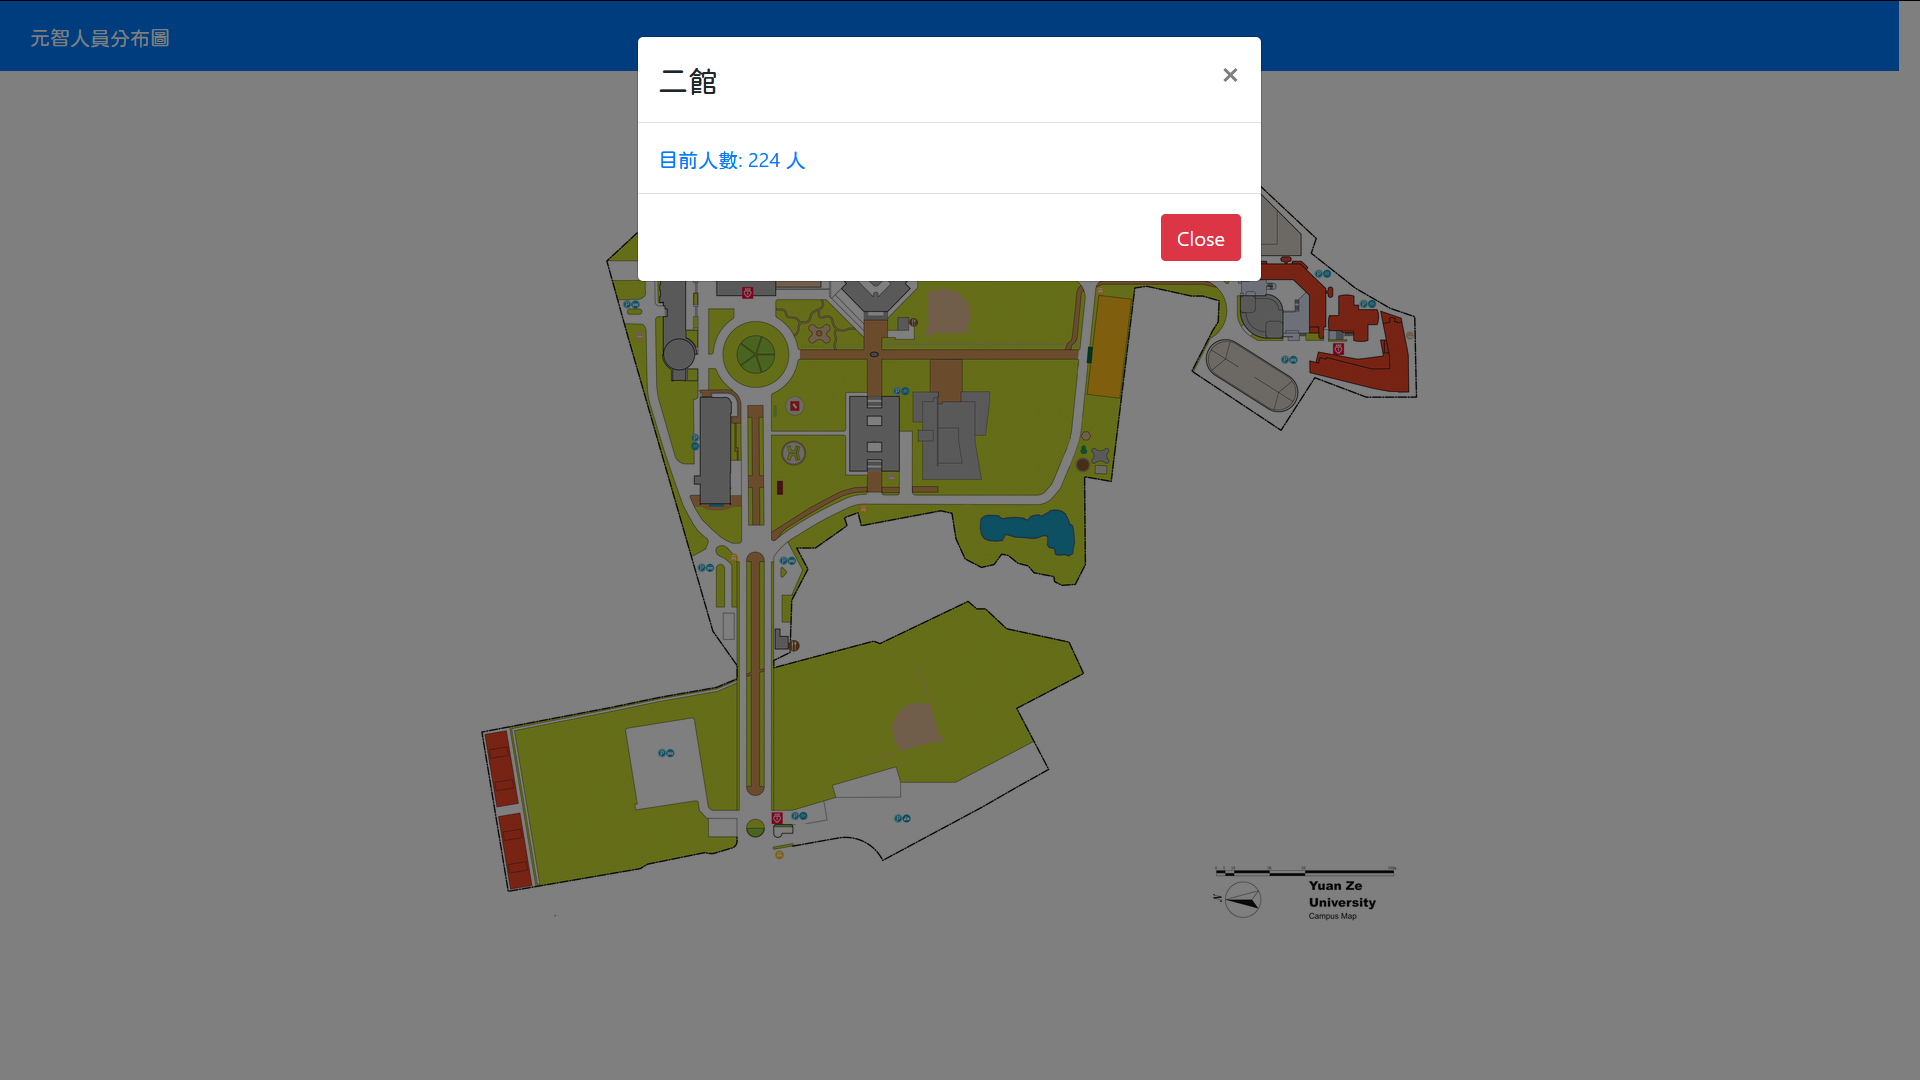 元智人員分布圖
二館
×
目前人數: 224 人
Close
Yuan Ze
University
Campus Map